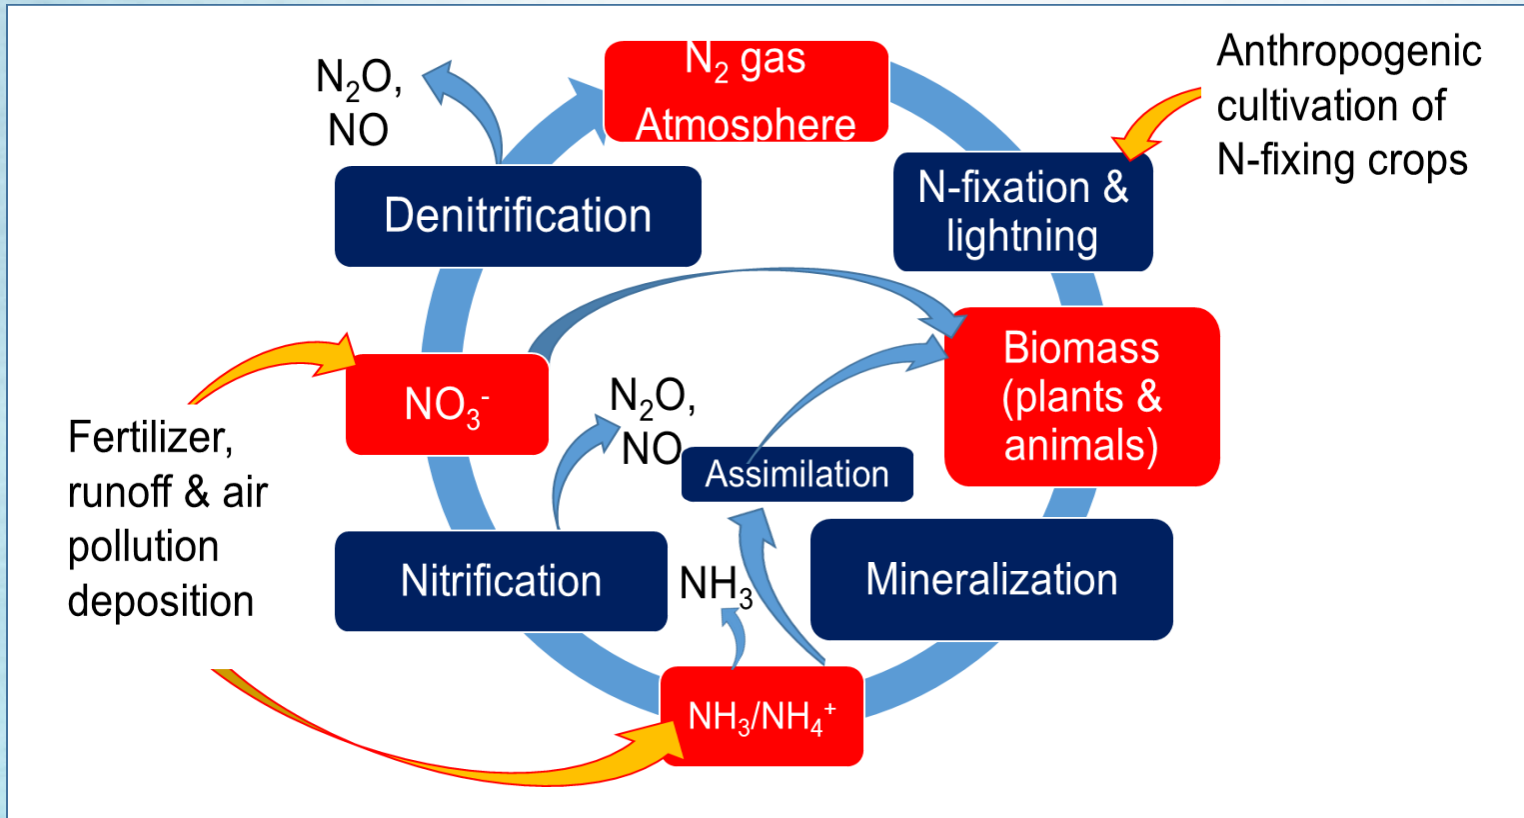 N₂O,
NO
N₂ gas
Atmosphere
Anthropogenic
cultivation of
N-fixing crops
Denitrification
N-fixation &
lightning
NO₃⁻
N₂O,
NO
Biomass
(plants &
animals)
Assimilation
Fertilizer,
runoff & air
pollution
deposition
Nitrification
NH₃
Mineralization
NH₃/NH₄⁺